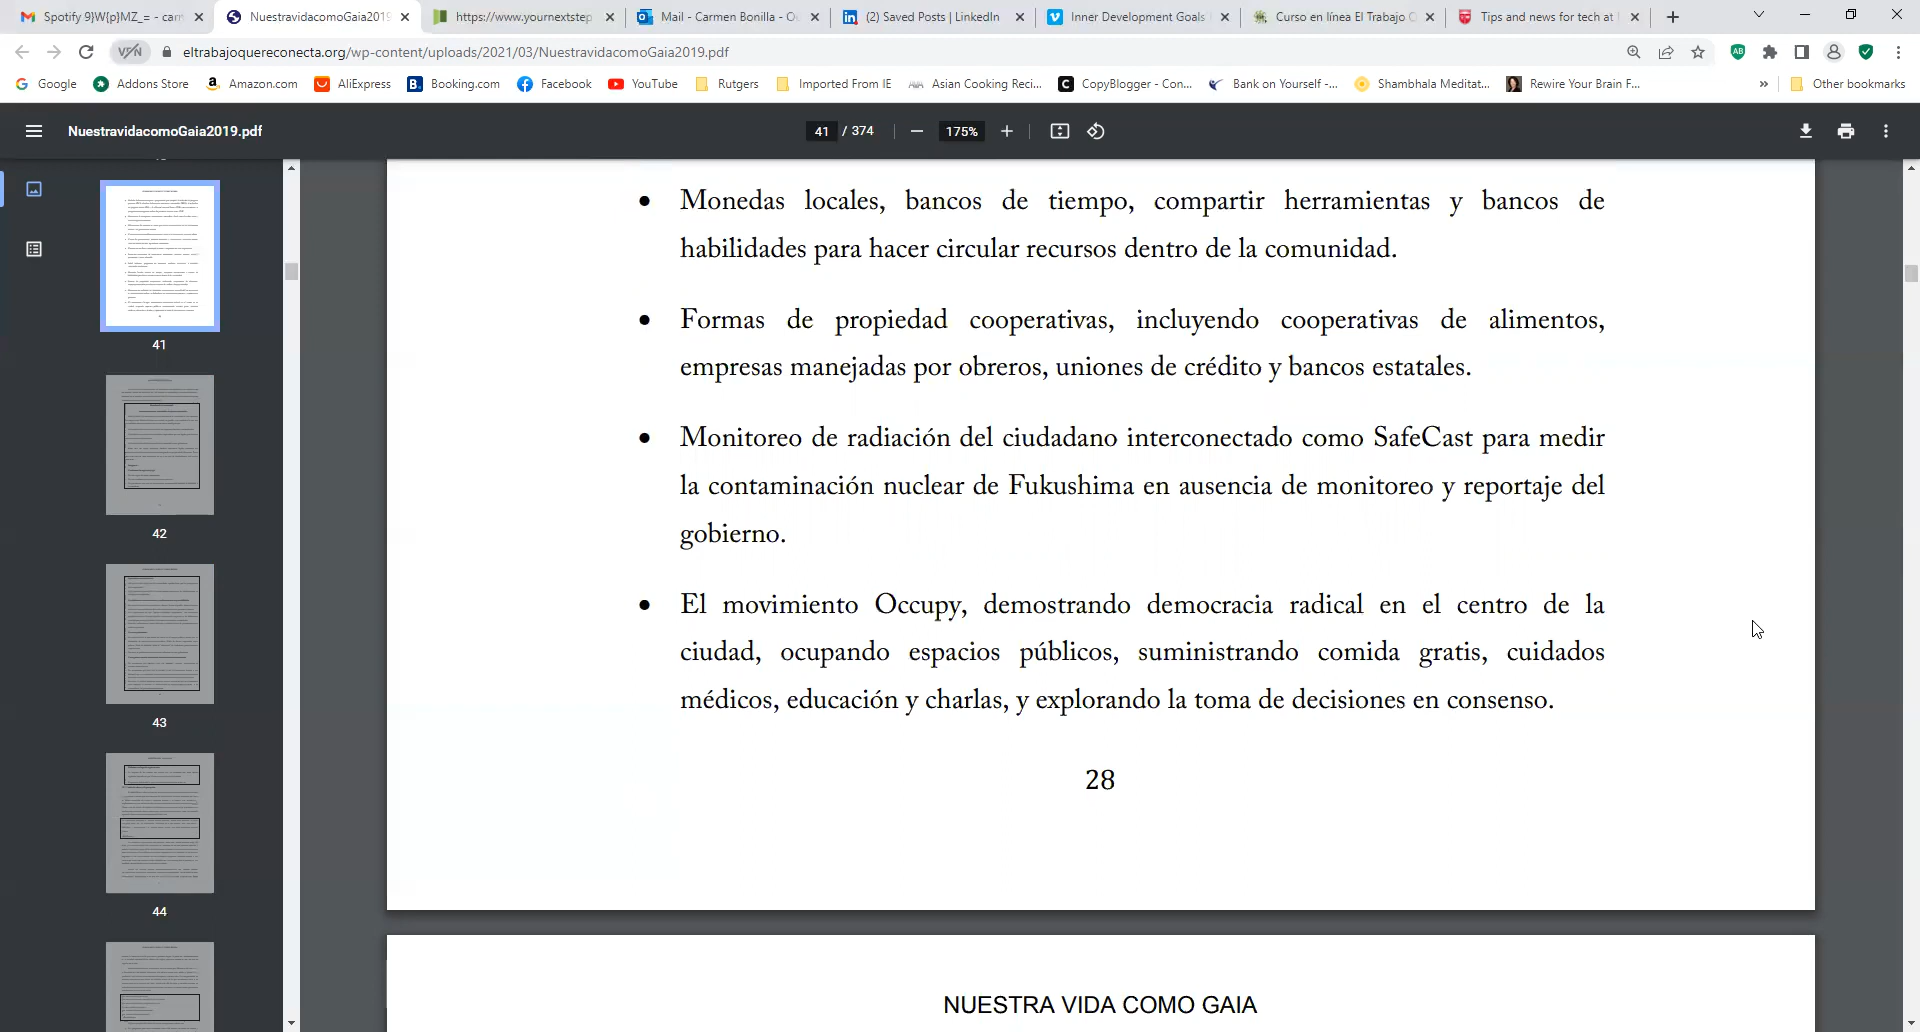 Spotify 9}W{p}MZ_= - carr
NuestravidacomoGaia2019
https://www.yournextstep
Mail - Carmen Bonilla - O
(2) Saved Posts | LinkedIn
Inner Development Goals
Curso en línea El Trabajo
Tips and news for tech at
VPN
eltrabajoquereconecta.org/wp-content/uploads/2021/03/NuestravidacomoGaia2019.pdf
Google
Addons Store
Amazon.com
AliExpress
Booking.com
Facebook
YouTube
Rutgers
Imported From IE
Asian Cooking Reci...
CopyBlogger - Con...
Bank on Yourself -...
Shambhala Meditat...
Rewire Your Brain F...
»
Other bookmarks
NuestravidacomoGaia2019.pdf
41 / 374
175%
41
42
43
44
• Monedas locales, bancos de tiempo, compartir herramientas y bancos de
habilidades para hacer circular recursos dentro de la comunidad.
• Formas de propiedad cooperativas, incluyendo cooperativas de alimentos,
empresas manejadas por obreros, uniones de crédito y bancos estatales.
• Monitoreo de radiación del ciudadano interconectado como SafeCast para medir
la contaminación nuclear de Fukushima en ausencia de monitoreo y reportaje del
gobierno.
• El movimiento Occupy, demostrando democracia radical en el centro de la
ciudad, ocupando espacios públicos, suministrando comida gratis, cuidados
médicos, educación y charlas, y explorando la toma de decisiones en consenso.
28
NUESTRA VIDA COMO GAIA